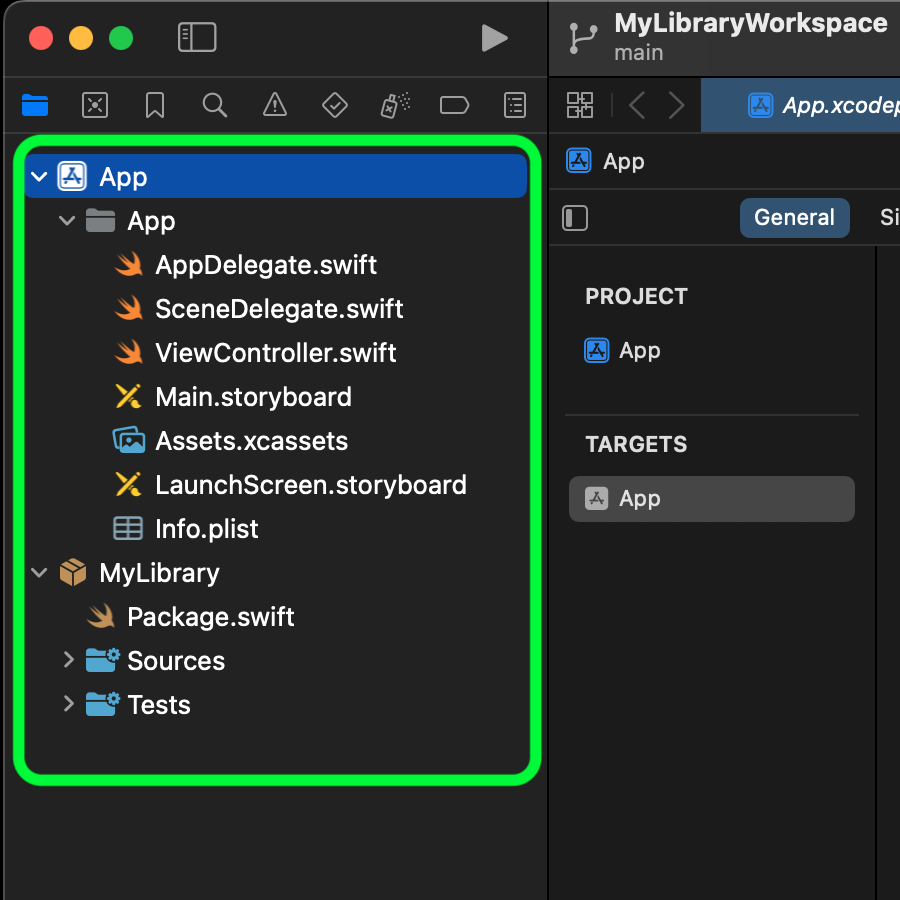 MyLibraryWorkspace
main
App.xcodep
App
General Si
App
App
AppDelegate.swift
SceneDelegate.swift
ViewController.swift
Main.storyboard
Assets.xcassets
LaunchScreen.storyboard
Info.plist
MyLibrary
Package.swift
Sources
Tests
PROJECT
App
TARGETS
App